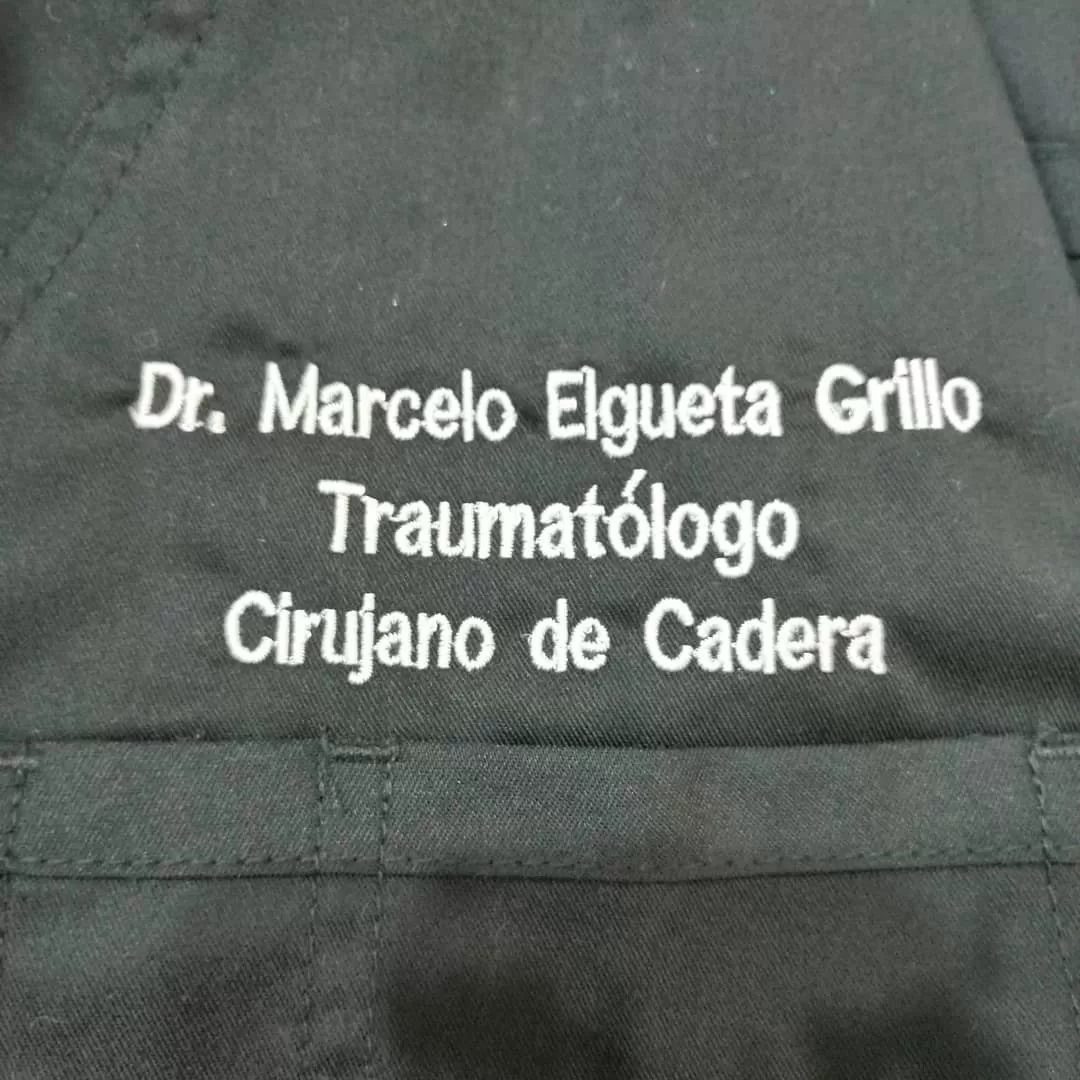 Dr. Marcelo Elgueta Grillo
Traumatólogo
Cirujano de Cadera